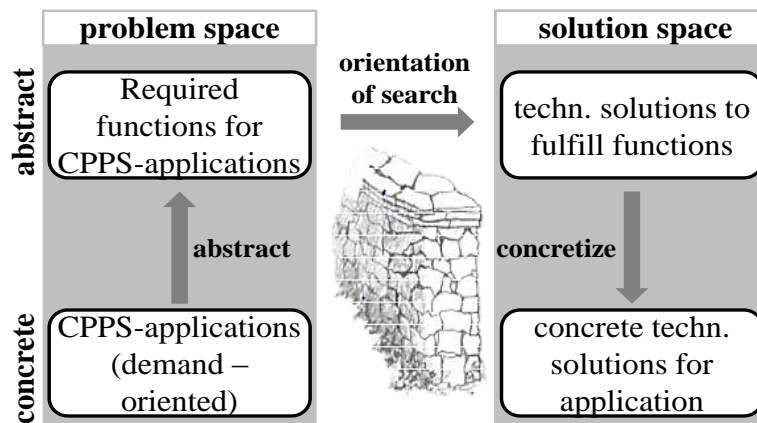 problem space
solution space
abstract
Required
functions for
CPPS-applications
orientation
of search
techn. solutions to
fulfill functions
abstract
concretize
concrete
CPPS-applications
(demand –
oriented)
concrete techn.
solutions for
application